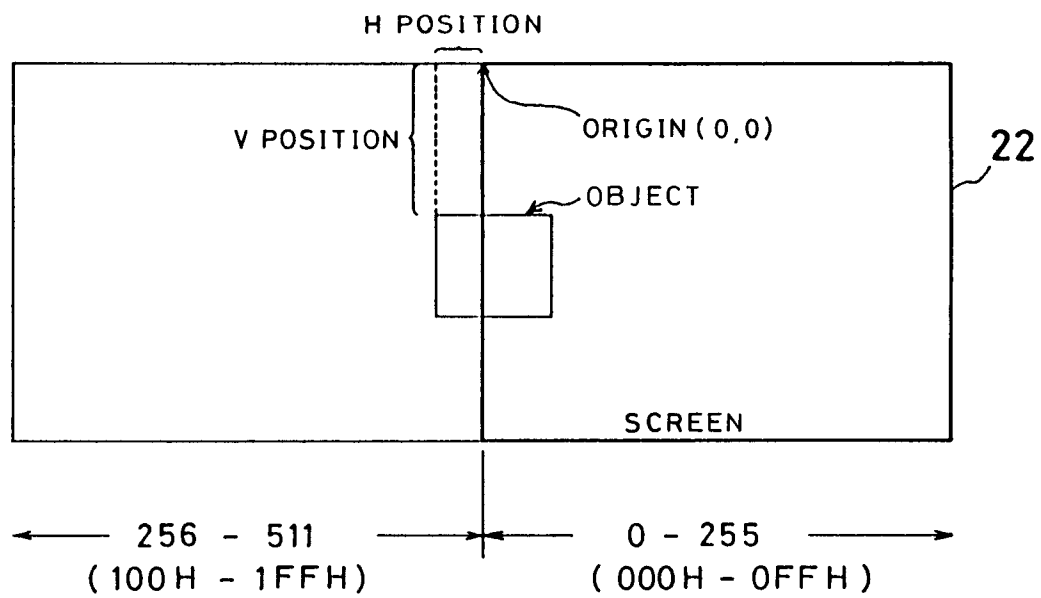 H POSITION
ORIGIN (0,0)
V POSITION
22
OBJECT
SCREEN
256 - 511
0 - 255
(100H - 1FFH)
(000H - 0FFH)